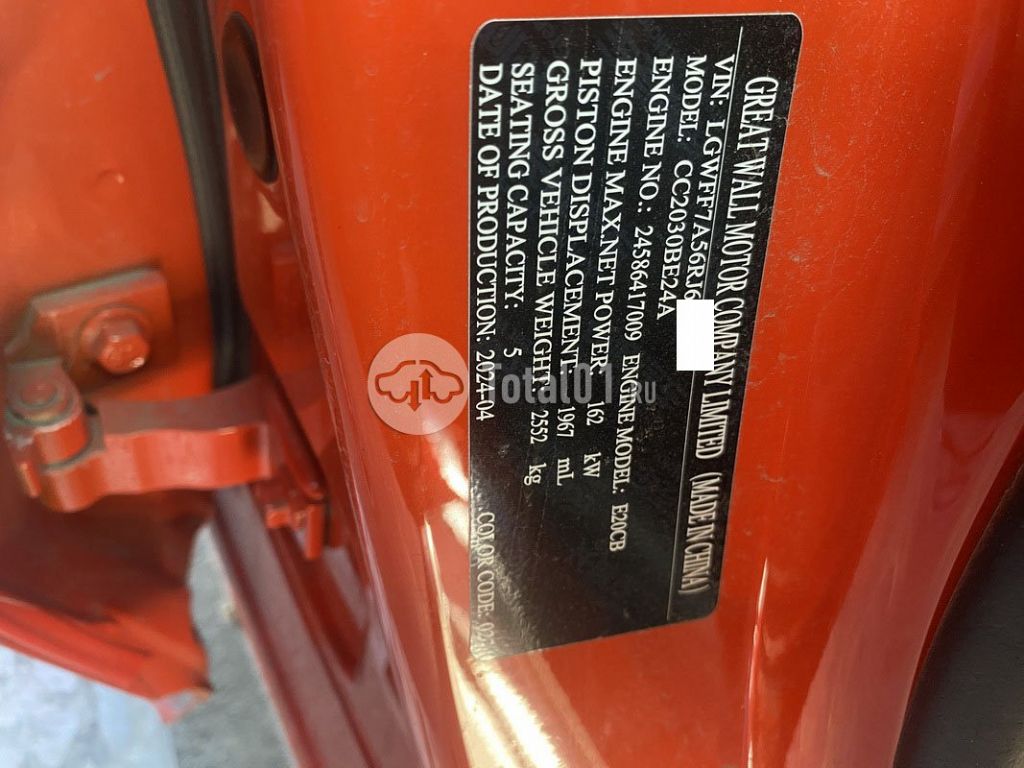 GREAT WALL MOTOR COMPANY LIMITED (MADE IN CHINA)
VIN: LGWFF7A56RJ6
MODEL: CC2030BE24A
ENGINE NO.: 24586417009 ENGINE MODEL: E20CB
ENGINE MAX.NET POWER 162 kW
PISTON DISPLACEMENT: 1967 mL
GROSS VEHICLE WEIGHT: 2552 kg
SEATING CAPACITY: 5
DATE OF PRODUCTION: 2024-04 COLOR CODE:
Total01.RU